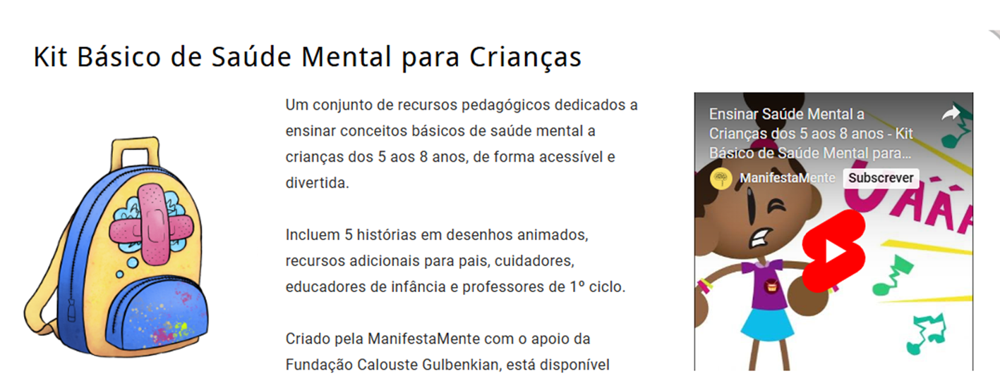 Kit Básico de Saúde Mental para Crianças
Um conjunto de recursos pedagógicos dedicados a
ensinar conceitos básicos de saúde mental a
crianças dos 5 aos 8 anos, de forma acessível e
divertida.
Incluem 5 histórias em desenhos animados,
recursos adicionais para pais, cuidadores,
educadores de infância e professores de 1º ciclo.
Criado pela ManifestaMente com o apoio da
Fundação Calouste Gulbenkian, está disponível
Ensinar Saúde Mental a
Crianças dos 5 aos 8 anos - Kit
Básico de Saúde Mental para...
ManifestaMente Subscrever
UÁÁÁ